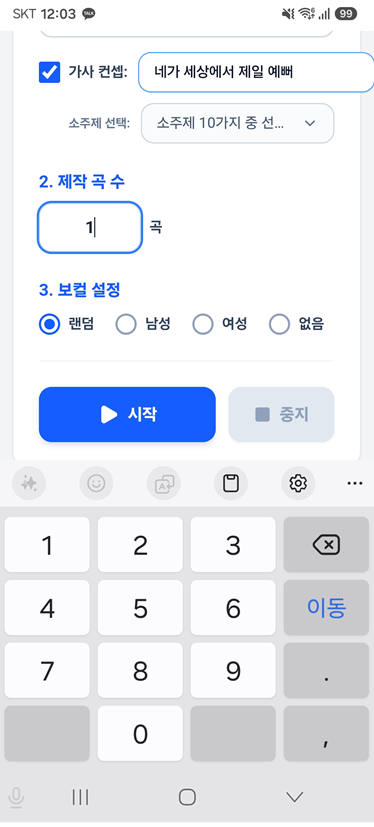 SKT 12:03 TALK 99
가사 컨셉: 네가 세상에서 제일 예뻐
소주제 선택: 소주제 10가지 중 선...
2. 제작 곡 수
1 곡
3. 보컬 설정
랜덤 남성 여성 없음
시작 중지
1 2 3
4 5 6 이동
7 8 9 .
0 ,